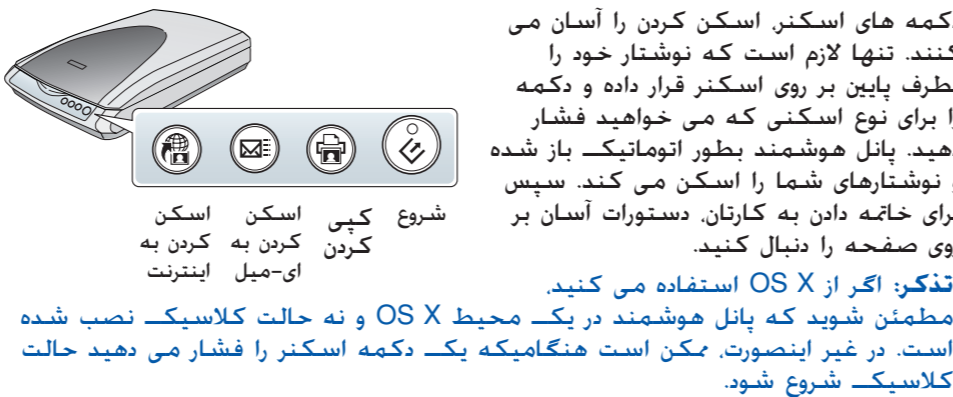 دکمه های اسکنر، اسکن کردن را آسان می
کنند. تنها لازم است که نوشتار خود را
بطرف پایین بر روی اسکنر قرار داده و دکمه
را برای نوع اسکنی که می خواهید فشار
دهید. پانل هوشمند بطور اتوماتیک باز شده
و نوشتارهای شما را اسکن می کند. سپس
برای خاتمه دادن به کارتان، دستورات آسان بر
روی صفحه را دنبال کنید.
شروع
کپی
کردن
اسکن
کردن به
ای-میل
اسکن
کردن به
اینترنت
تذکر: اگر از OS X استفاده می کنید،
مطمئن شوید که پانل هوشمند در یک محیط OS X و نه حالت کلاسیک نصب شده
است. در غیر اینصورت، ممکن است هنگامیکه یک دکمه اسکنر را فشار می دهید حالت
کلاسیک شروع شود.